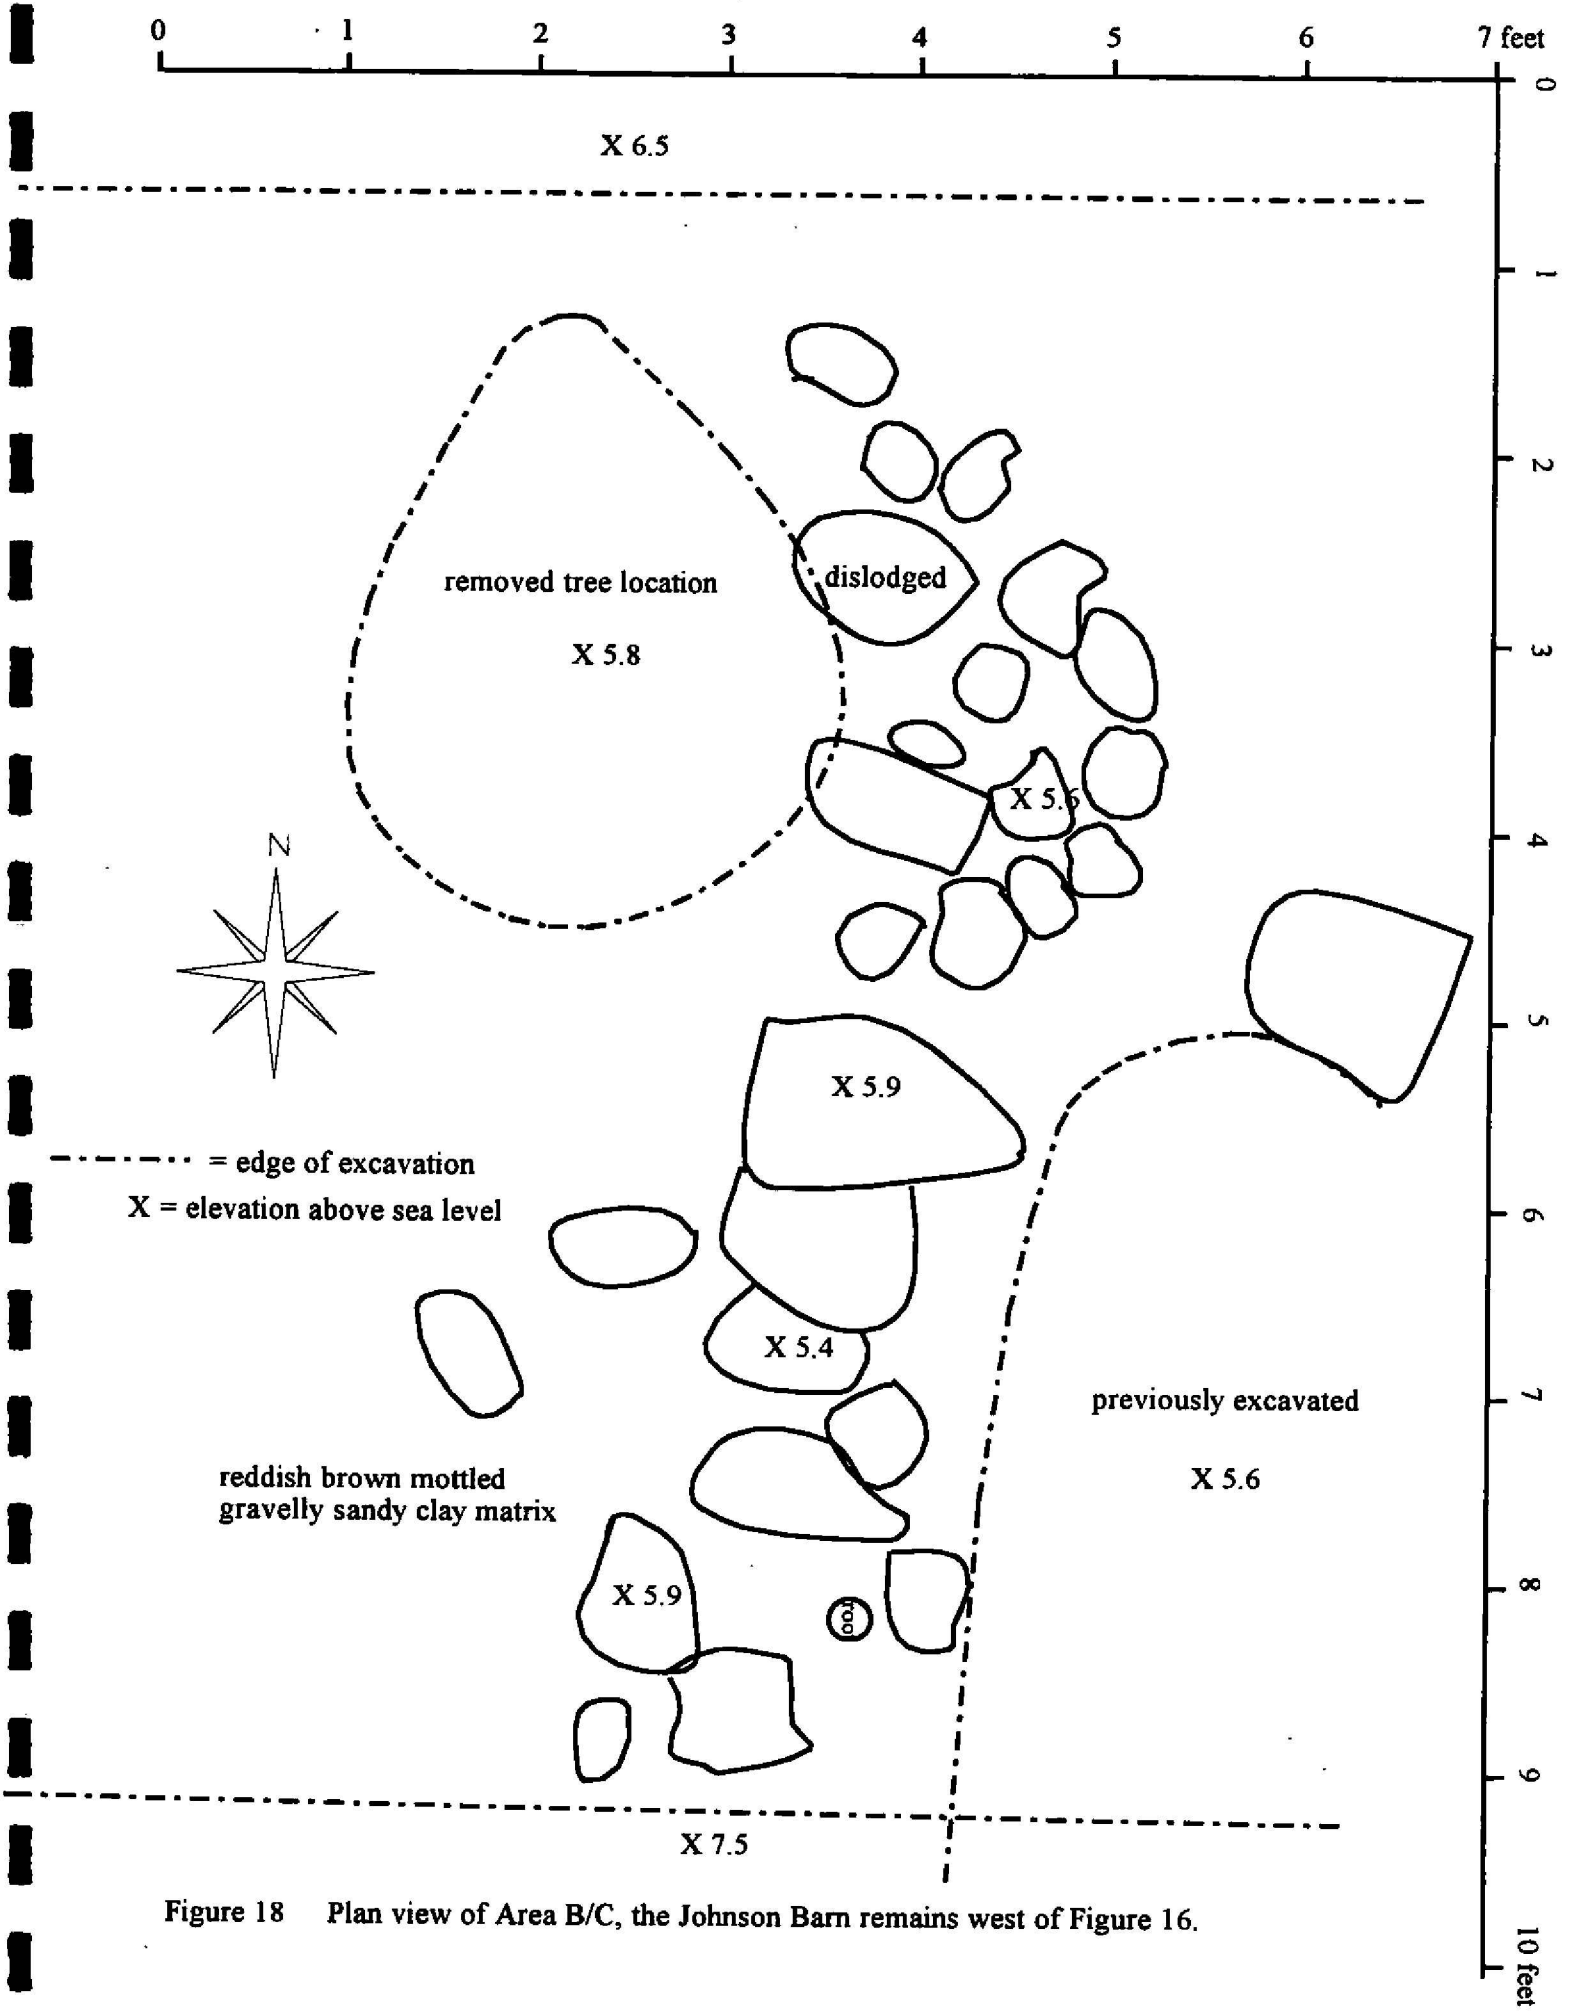 0 1 2 3 4 5 6 7 feet
0
X 6.5
1
2
removed tree location
dislodged
X 5.8
3
X 5.6
4
N
5
X 5.9
= edge of excavation
X = elevation above sea level
6
X 5.4
previously excavated
7
X 5.6
reddish brown mottled
gravelly sandy clay matrix
X 5.9
8
roo
9
X 7.5
Figure 18 Plan view of Area B/C, the Johnson Barn remains west of Figure 16.
10 feet